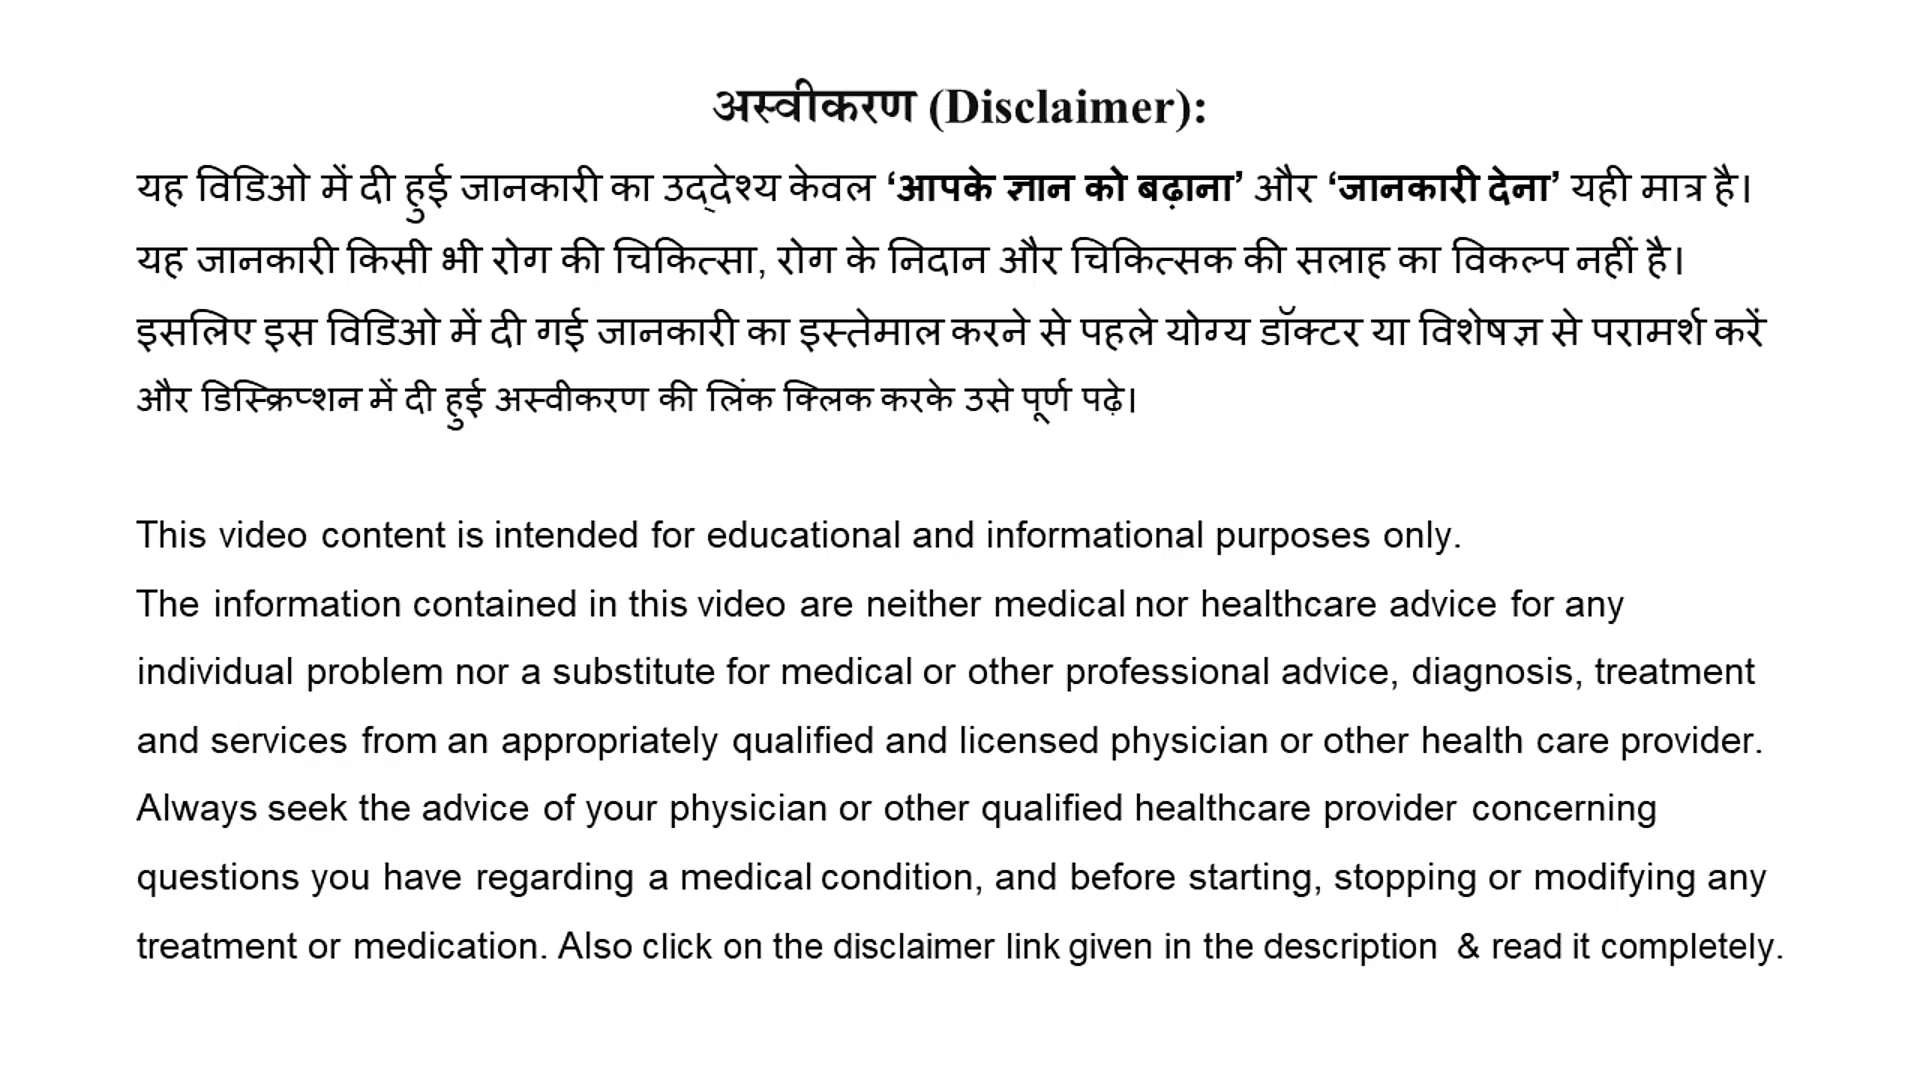 अस्वीकरण (Disclaimer):
यह विडिओ में दी हुई जानकारी का उद्देश्य केवल ‘आपके ज्ञान को बढ़ाना’ और ‘जानकारी देना’ यही मात्र है।
यह जानकारी किसी भी रोग की चिकित्सा, रोग के निदान और चिकित्सक की सलाह का विकल्प नहीं है।
इसलिए इस विडिओ में दी गई जानकारी का इस्तेमाल करने से पहले योग्य डॉक्टर या विशेषज्ञ से परामर्श करें
और डिस्क्रिप्शन में दी हुई अस्वीकरण की लिंक क्लिक करके उसे पूर्ण पढ़े।
This video content is intended for educational and informational purposes only.
The information contained in this video are neither medical nor healthcare advice for any
individual problem nor a substitute for medical or other professional advice, diagnosis, treatment
and services from an appropriately qualified and licensed physician or other health care provider.
Always seek the advice of your physician or other qualified healthcare provider concerning
questions you have regarding a medical condition, and before starting, stopping or modifying any
treatment or medication. Also click on the disclaimer link given in the description & read it completely.